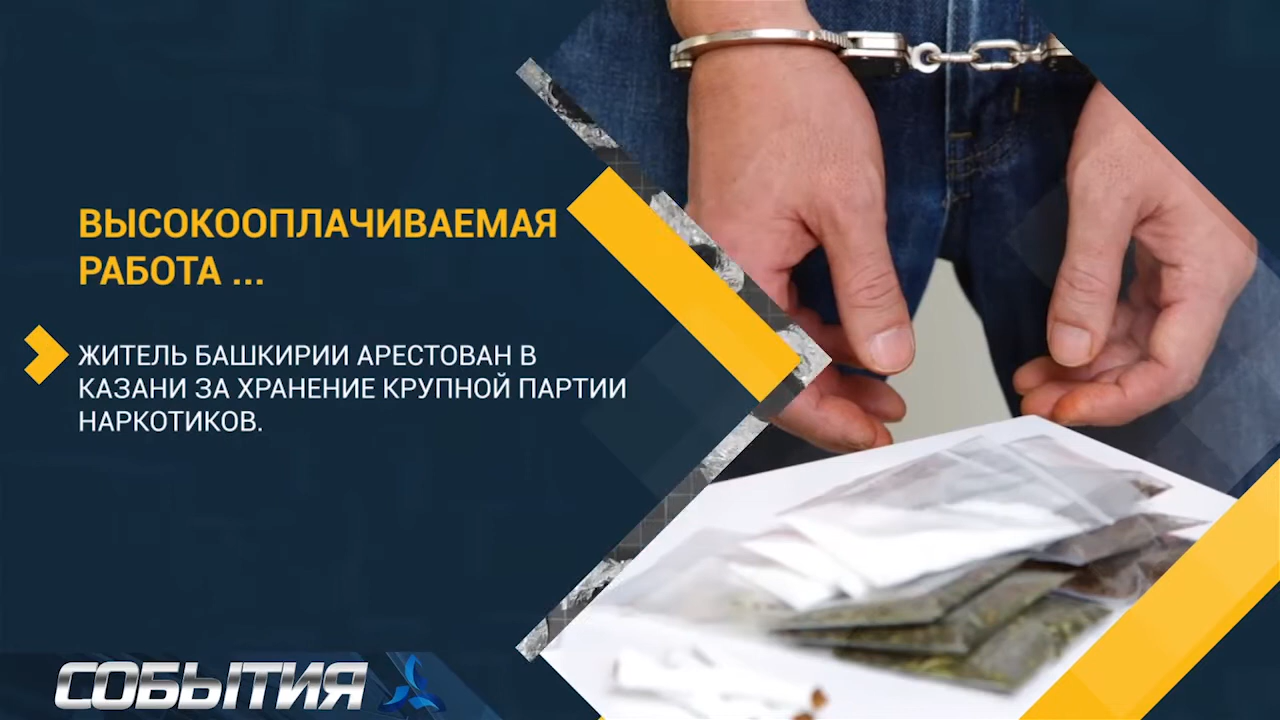 ВЫСОКООПЛАЧИВАЕМАЯ
РАБОТА ...
ЖИТЕЛЬ БАШКИРИИ АРЕСТОВАН В
КАЗАНИ ЗА ХРАНЕНИЕ КРУПНОЙ ПАРТИИ
НАРКОТИКОВ.
СОБЫТИЯ